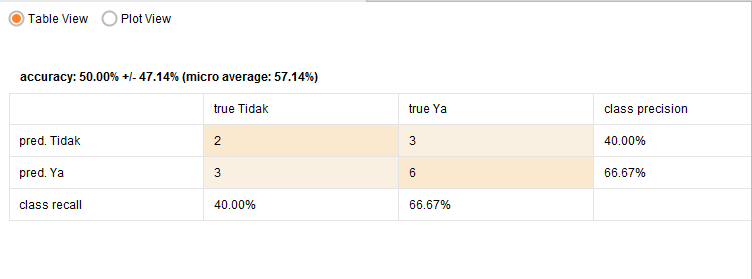 Table View Plot View
accuracy: 50.00% +/- 47.14% (micro average: 57.14%)
true Tidak true Ya class precision
pred. Tidak 2 3 40.00%
pred. Ya 3 6 66.67%
class recall 40.00% 66.67%